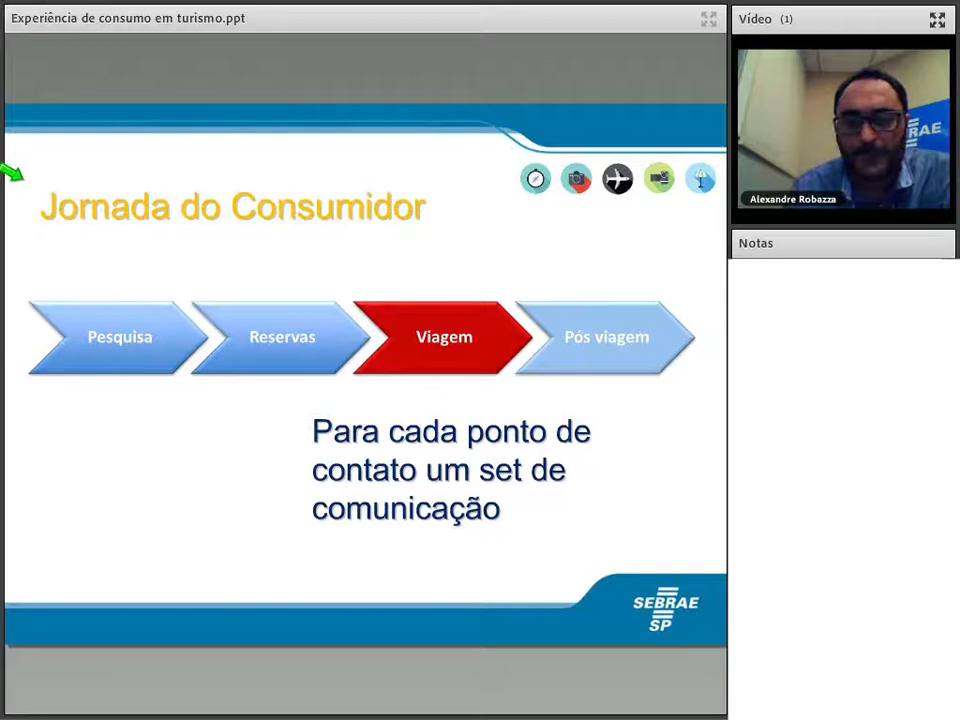 Experiência de consumo em turismo.ppt
Vídeo (1)
RAE
Alexandre Robazza
Notas
Jornada do Consumidor
Pesquisa
Reservas
Viagem
Pós viagem
Para cada ponto de
contato um set de
comunicação
SEBRAE
SP